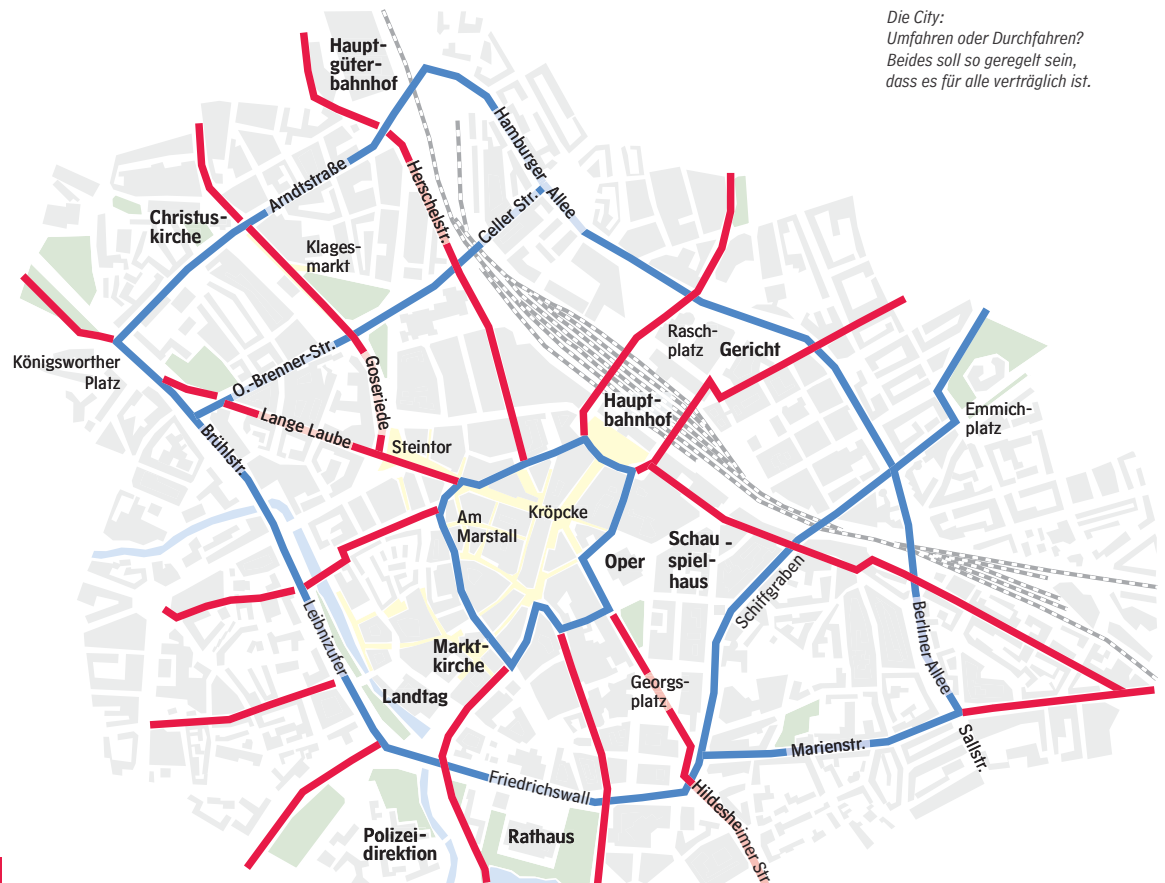 Die City:
Umfahren oder Durchfahren?
Beides soll so geregelt sein,
dass es für alle verträglich ist.
Haupt-
güter-
bahnhof
Hamburger Allee
Arndtstraße
Herschelstr.
Celler Str.
Christus-
kirche
Klages-
markt
Königsworther
Platz
O.-Brenner-Str.
Goseriede
Lange Laube
Steintor
Brühlstr.
Rasch-
platz
Gericht
Haupt-
bahnhof
Emmich-
platz
Am
Marstall
Kröpcke
Oper
Schau -
spiel-
haus
Schiffgraben
Leibnizufer
Berliner Allee
Markt-
kirche
Landtag
Georgs-
platz
Marienstr.
Sallstr.
Friedrichswall
Hildesheimer Str.
Polizei-
direktion
Rathaus